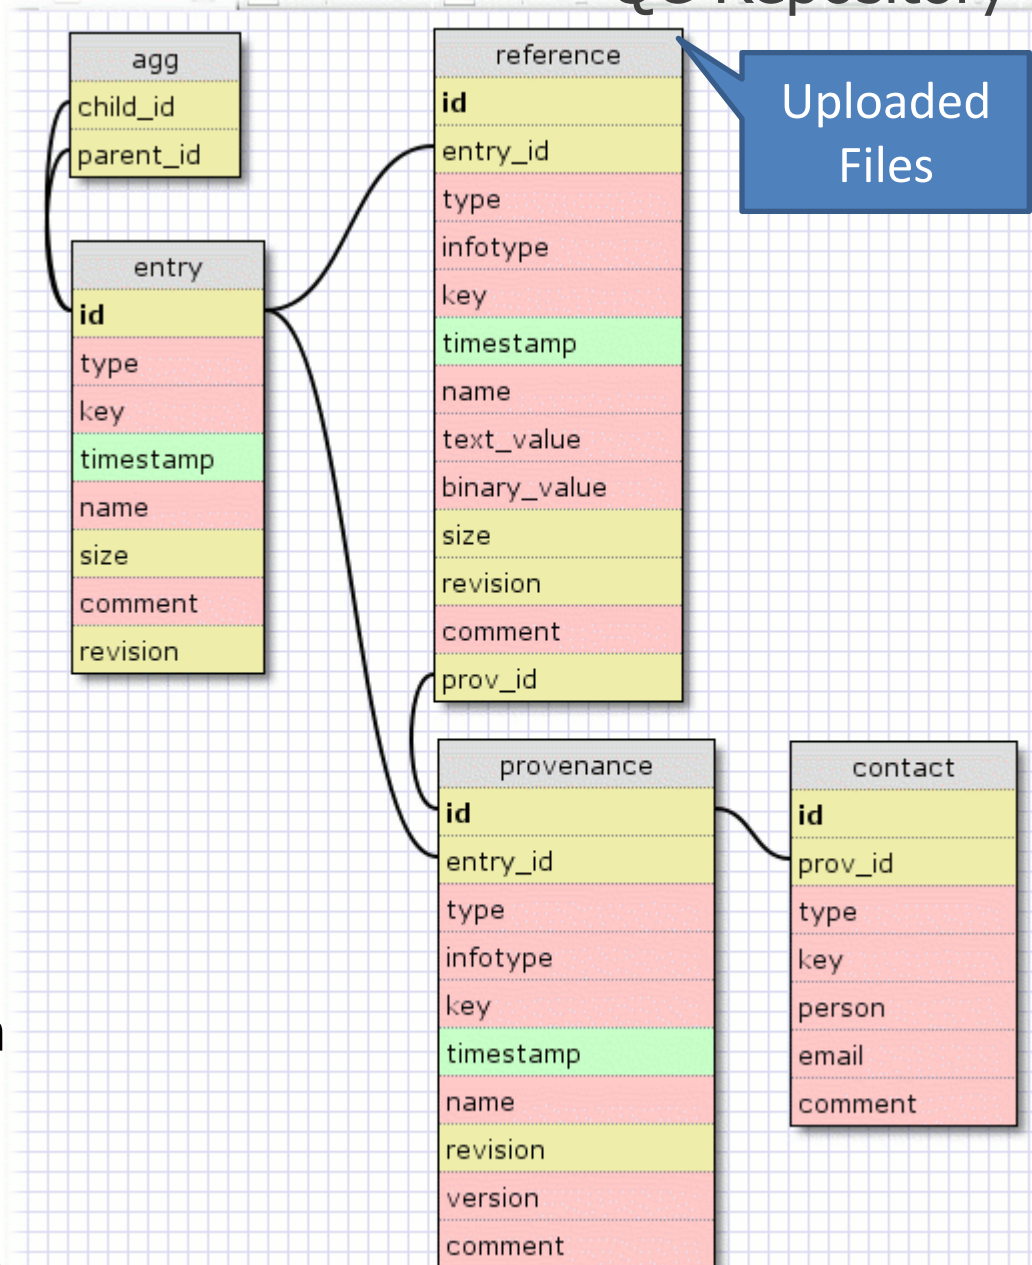 Repository
agg
child_id
parent_id
entry
id
type
key
timestamp
name
size
comment
revision
reference
id
entry_id
type
infotype
key
timestamp
name
text_value
binary_value
size
revision
comment
prov_id
Uploaded
Files
provenance
id
entry_id
type
infotype
key
timestamp
name
revision
version
comment
contact
id
prov_id
type
key
person
email
comment